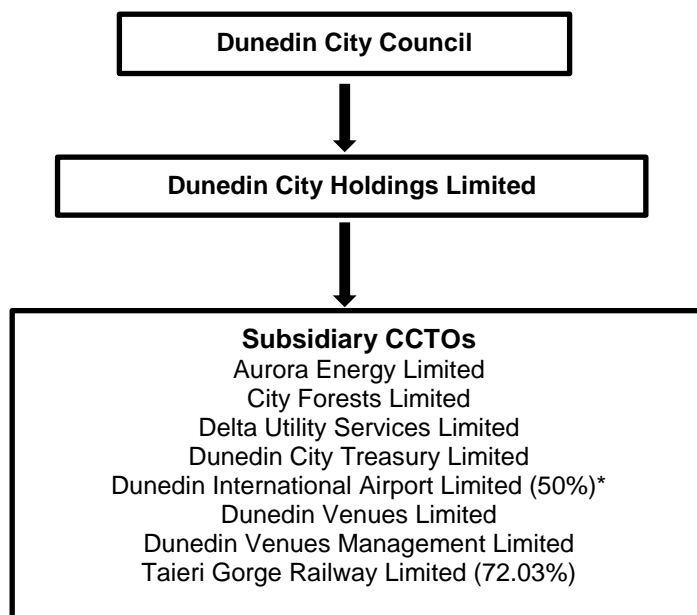 Dunedin City Council
Dunedin City Holdings Limited
Subsidiary CCTOs
Aurora Energy Limited
City Forests Limited
Delta Utility Services Limited
Dunedin City Treasury Limited
Dunedin International Airport Limited (50%)*
Dunedin Venues Limited
Dunedin Venues Management Limited
Taieri Gorge Railway Limited (72.03%)